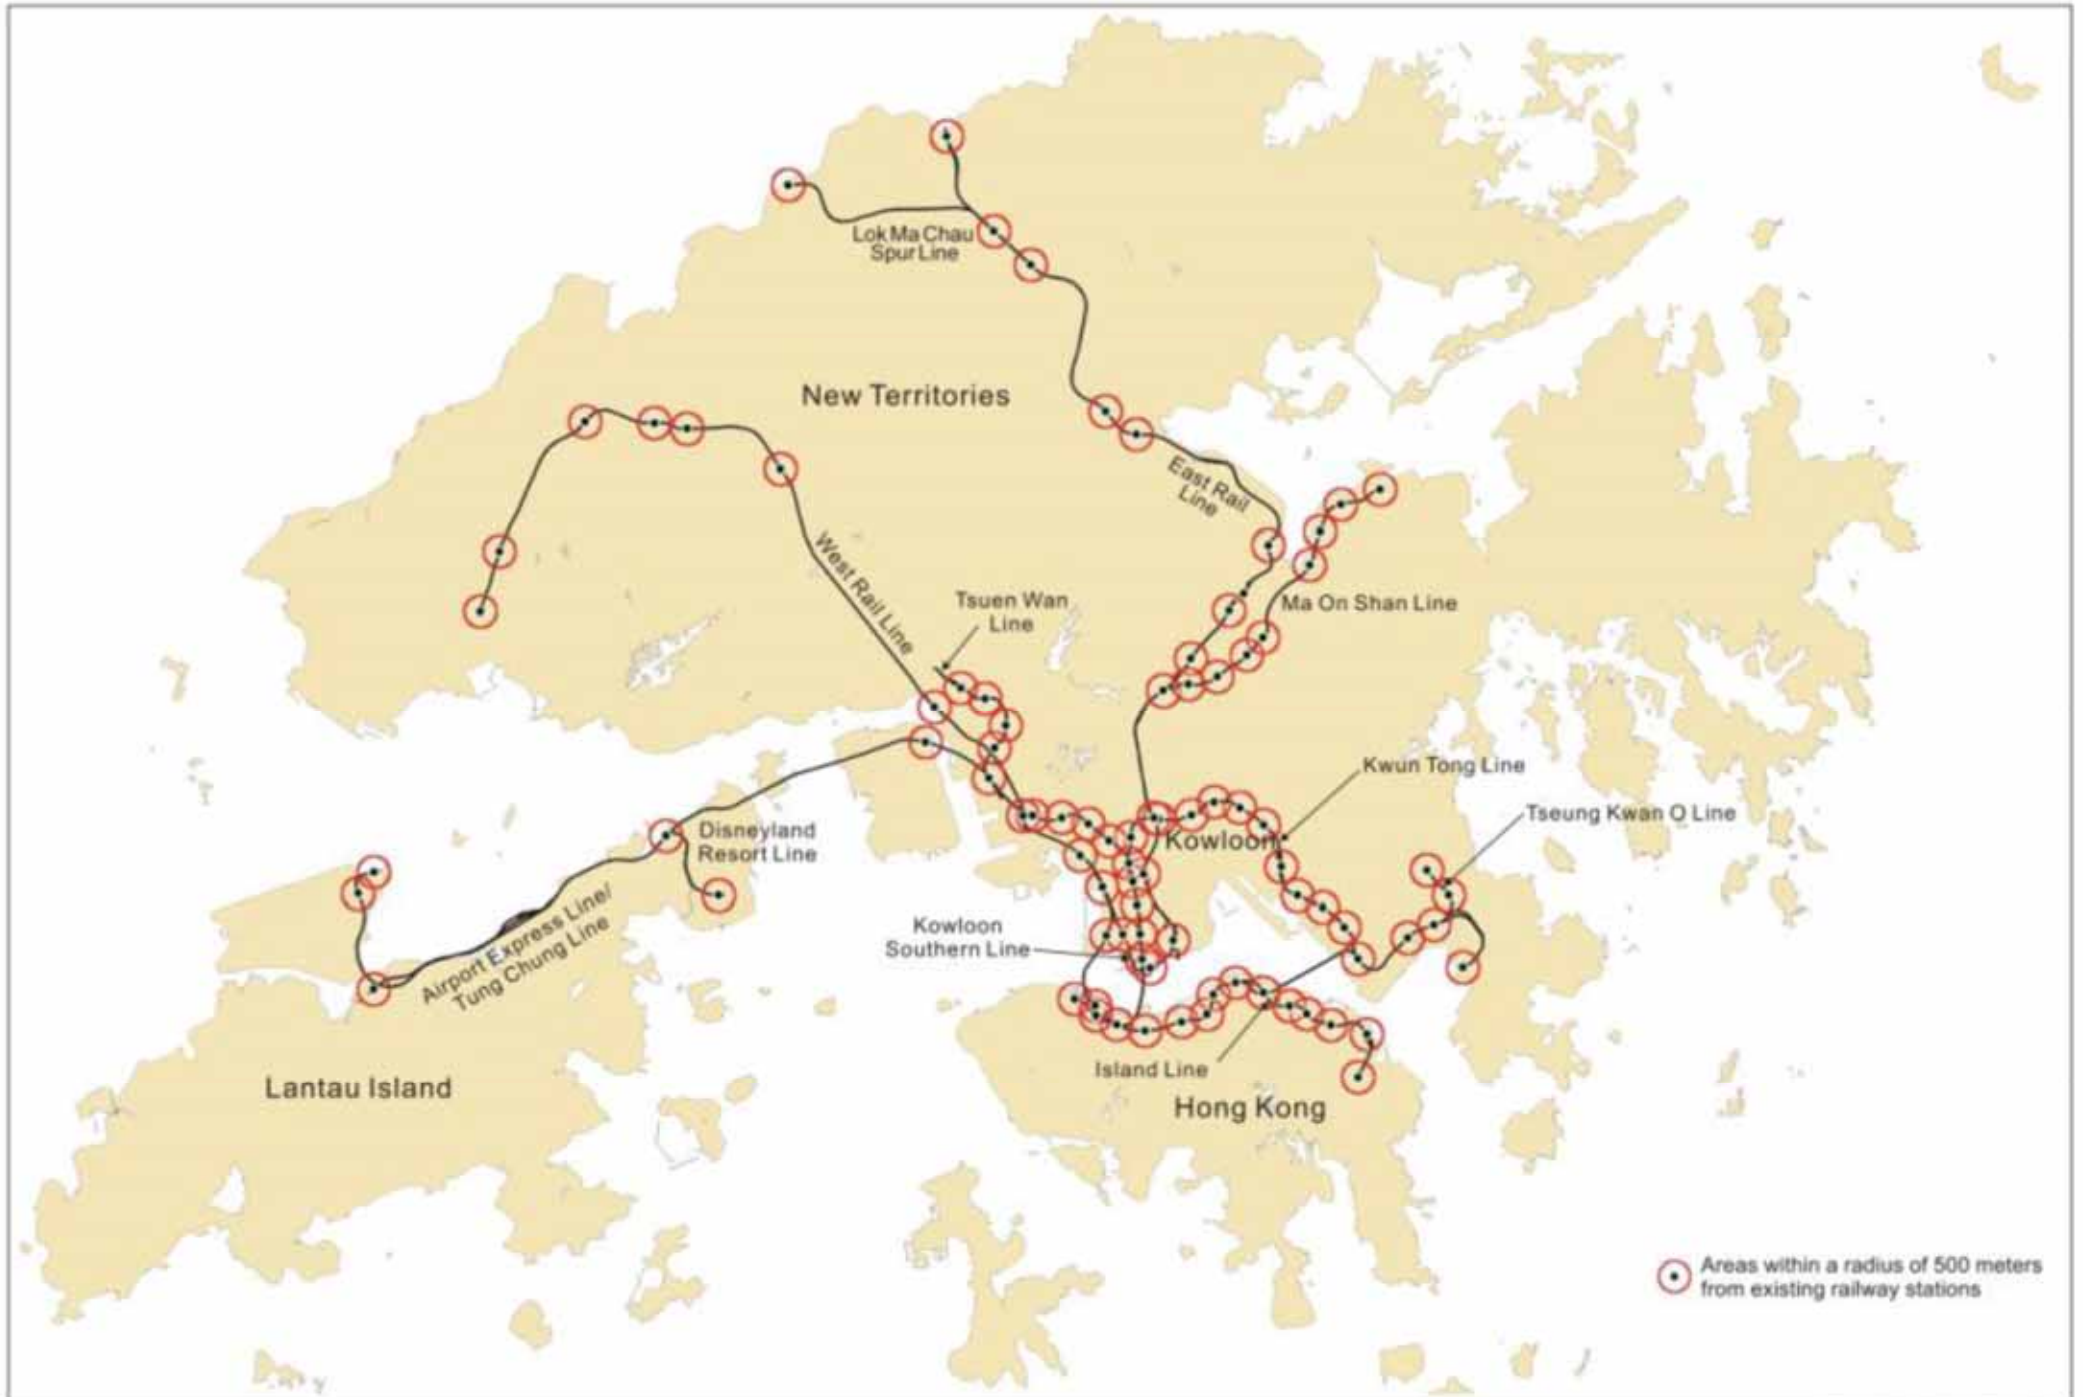 Lok Ma Chau
Spur Line
New Territories
East Rail
Line
West Rail Line
Tsuen Wan
Line
Ma On Shan Line
Kwun Tong Line
Tseung Kwan O Line
Disneyland
Resort Line
Kowloon
Airport Express Line/
Tung Chung Line
Kowloon
Southern Line
Island Line
Lantau Island
Hong Kong
Areas within a radius of 500 meters
from existing railway stations